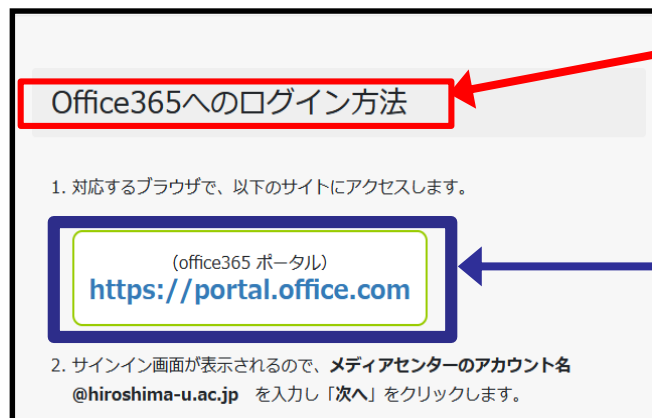 Office365へのログイン方法
1. 対応するブラウザで、以下のサイトにアクセスします。
（office365 ポータル）
https://portal.office.com
2. サインイン画面が表示されるので、メディアセンターのアカウント名
@hiroshima-u.ac.jp　を入力し「次へ」をクリックします。